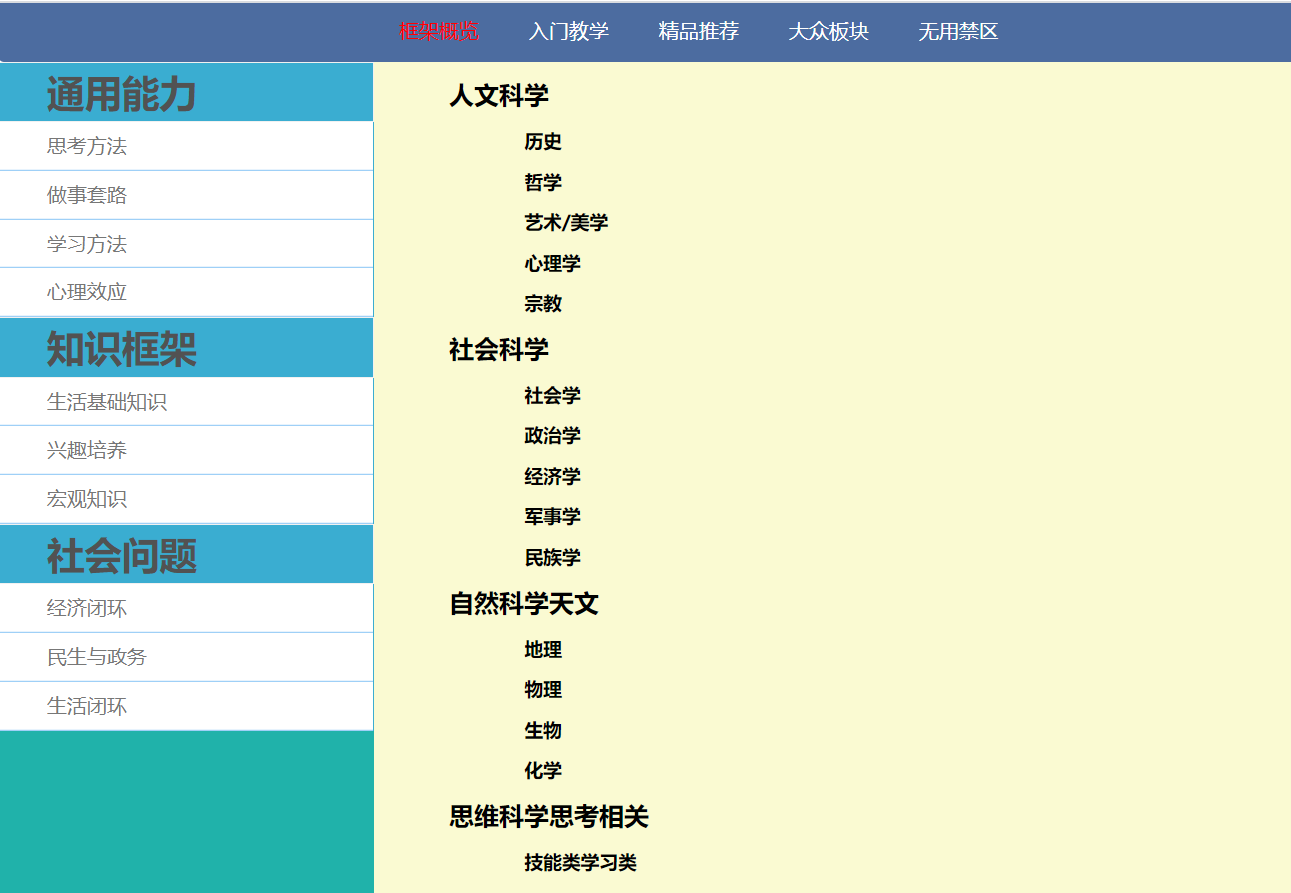 框架概览 入门教学 精品推荐 大众板块 无用禁区
通用能力
思考方法
做事套路
学习方法
心理效应
知识框架
生活基础知识
兴趣培养
宏观知识
社会问题
经济闭环
民生与政务
生活闭环
人文科学
历史
哲学
艺术/美学
心理学
宗教
社会科学
社会学
政治学
经济学
军事学
民族学
自然科学天文
地理
物理
生物
化学
思维科学思考相关
技能类学习类